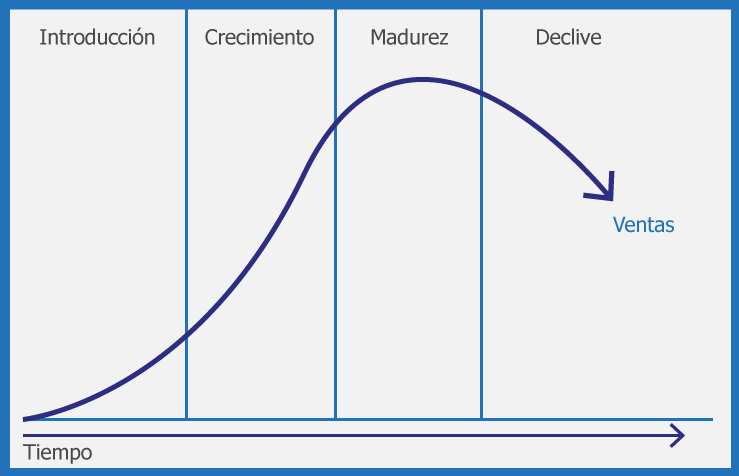 Introducción
Crecimiento
Madurez
Declive
Ventas
Tiempo